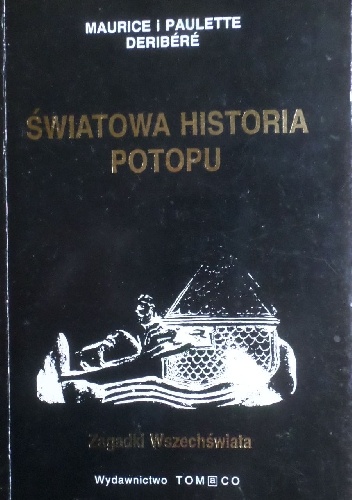 MAURICE I PAULETTE
DERIBÉRÉ
ŚWIATOWA HISTORIA
POTOPU
Zagadki Wszechświata
Wydawnictwo TOM B CO